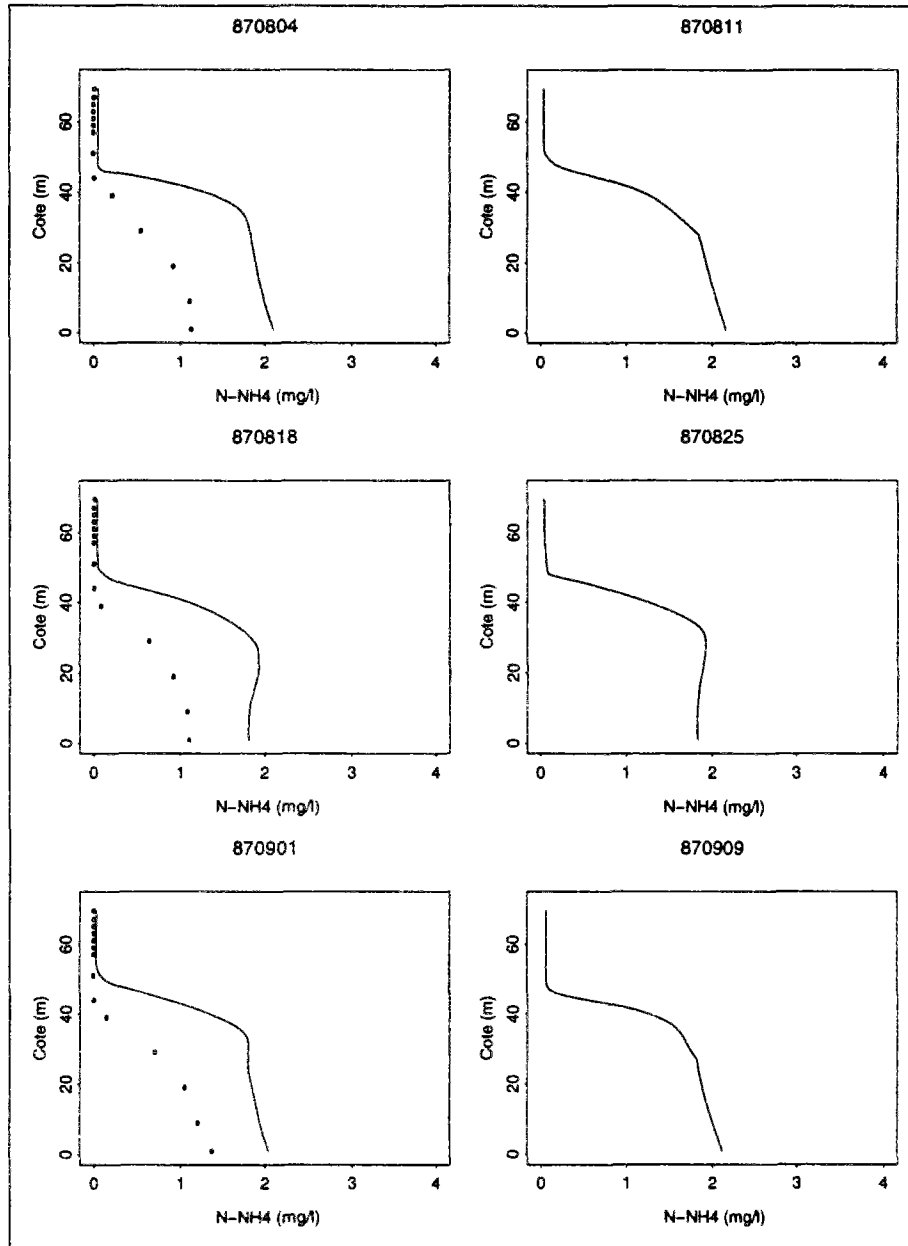 870804
870811
Cote (m)
0 20 40 60
Cote (m)
0 20 40 60
0 1 2 3 4
0 1 2 3 4
N-NH4 (mg/l)
N-NH4 (mg/l)
870818
870825
Cote (m)
0 20 40 60
Cote (m)
0 20 40 60
0 1 2 3 4
0 1 2 3 4
N-NH4 (mg/l)
N-NH4 (mg/l)
870901
870909
Cote (m)
0 20 40 60
Cote (m)
0 20 40 60
0 1 2 3 4
0 1 2 3 4
N-NH4 (mg/l)
N-NH4 (mg/l)